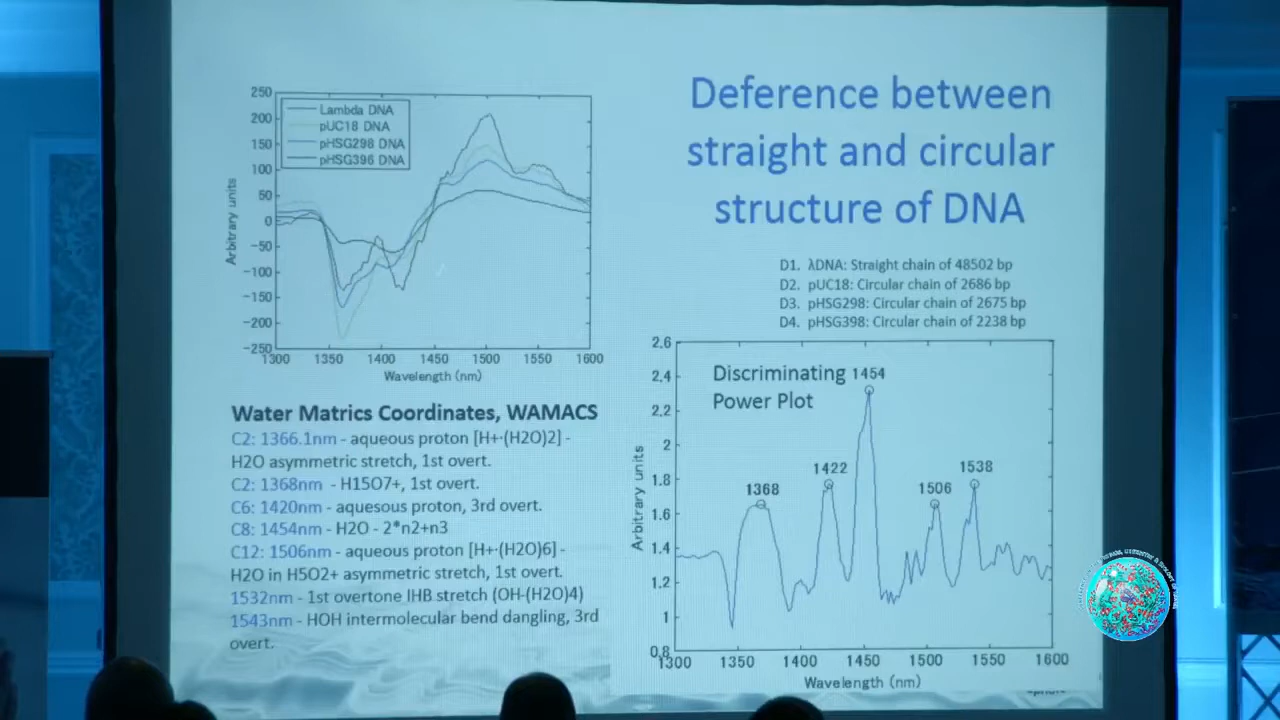 Deference between
straight and circular
structure of DNA
D1. λDNA: Straight chain of 48502 bp
D2. pUC18: Circular chain of 2686 bp
D3. pHSG298: Circular chain of 2675 bp
D4. pHSG398: Circular chain of 2238 bp
250
200
150
100
50
0
−50
−100
−150
−200
−250
Arbitrary units
Lambda DNA
pUC18 DNA
pHSG298 DNA
pHSG396 DNA
1300 1350 1400 1450 1500 1550 1600
Wavelength (nm)
Water Matrics Coordinates, WAMACS
C2: 1366.1nm - aqueous proton [H+·(H2O)2] -
H2O asymmetric stretch, 1st overt.
C2: 1368nm - H15O7+, 1st overt.
C6: 1420nm - aquesous proton, 3rd overt.
C8: 1454nm - H2O - 2*n2+n3
C12: 1506nm - aqueous proton [H+·(H2O)6] -
H2O in H5O2+ asymmetric stretch, 1st overt.
1532nm - 1st overtone IHB stretch (OH-(H2O)4)
1543nm - HOH intermolecular bend dangling, 3rd
overt.
2.6
2,4
2,2
2
1.8
1.6
1.4
1.2
1
0,8
Arbitrary units
Discriminating
Power Plot
1454
1422
1538
1368
1506
1300 1350 1400 1450 1500 1550 1600
Wavelength (nm)